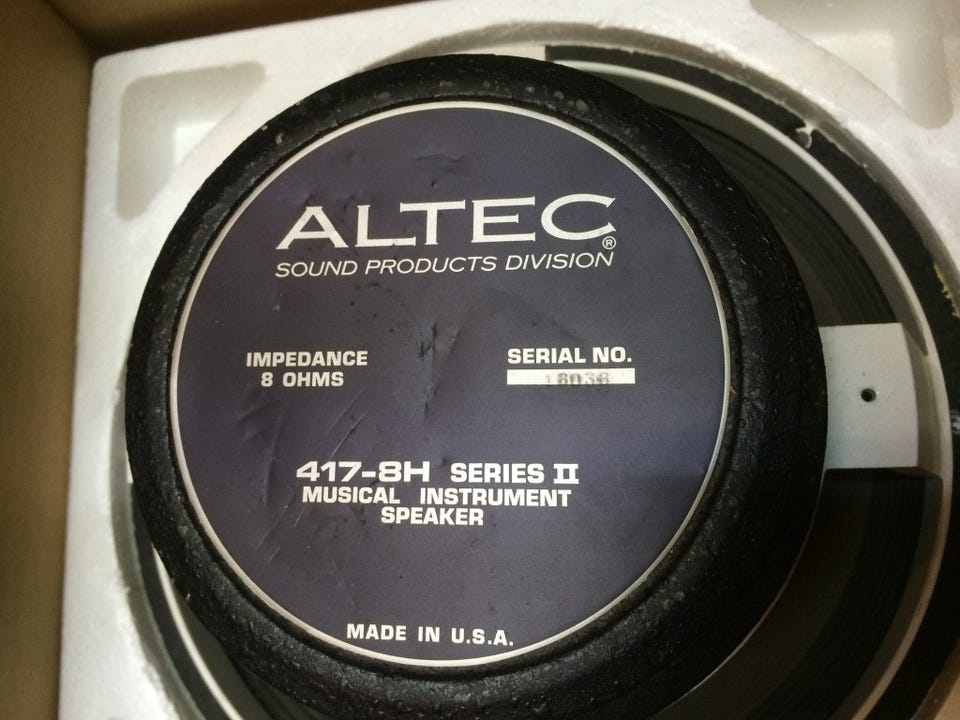 ALTEC®
SOUND PRODUCTS DIVISION
IMPEDANCE
8 OHMS
SERIAL NO.
417-8H SERIES II
MUSICAL INSTRUMENT
SPEAKER
MADE IN U.S.A.